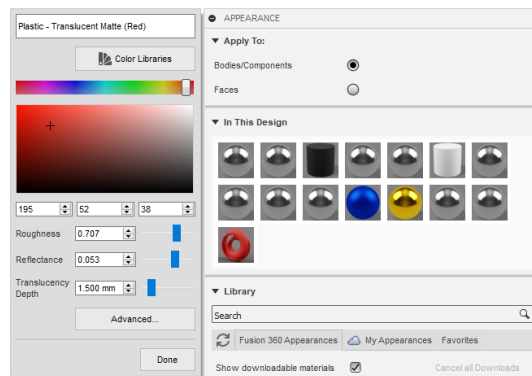 Plastic - Translucent Matte (Red)
Color Libraries
195 52 38
Roughness 0.707
Reflectance 0.053
Translucency Depth 1.500 mm
Advanced...
Done
APPEARANCE
Apply To:
Bodies/Components
Faces
In This Design
Library
Search
Fusion 360 Appearances My Appearances Favorites
Show downloadable materials Cancel all Downloads